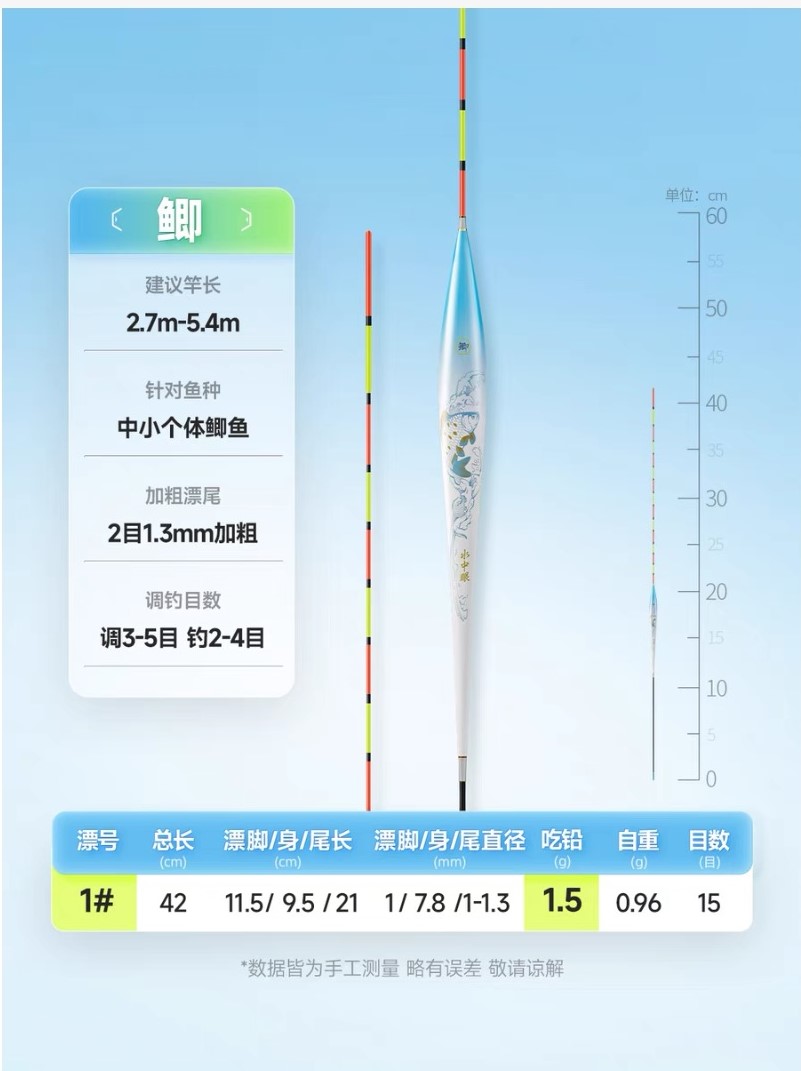 单位：cm
60
55
50
45
40
35
30
25
20
15
10
5
0
鲫
建议竿长
2.7m-5.4m
针对鱼种
中小个体鲫鱼
加粗漂尾
2目1.3mm加粗
调钓目数
调3-5目 钓2-4目
鲫
水中眼
漂号 总长 漂脚/身/尾长 漂脚/身/尾直径 吃铅 自重 目数
(cm) (cm) (mm) (g) (g) (目)
1# 42 11.5/ 9.5 /21 1/ 7.8 /1-1.3 1.5 0.96 15
*数据皆为手工测量 略有误差 敬请谅解